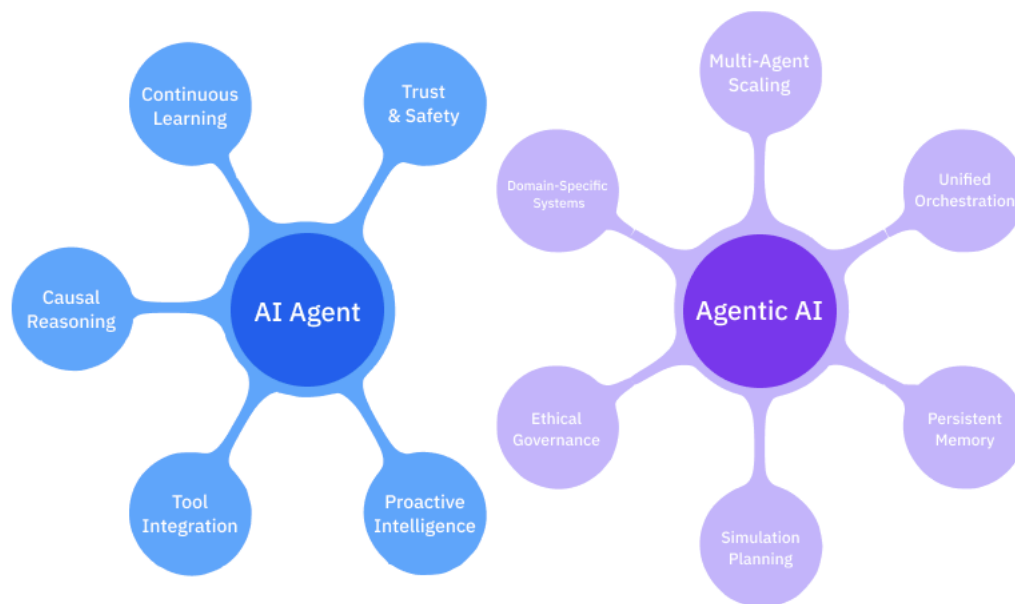 Continuous
Learning
Trust
& Safety
Causal
Reasoning
AI Agent
Tool
Integration
Proactive
Intelligence
Multi-Agent
Scaling
Domain-Specific
Systems
Unified
Orchestration
Agentic AI
Ethical
Governance
Persistent
Memory
Simulation
Planning